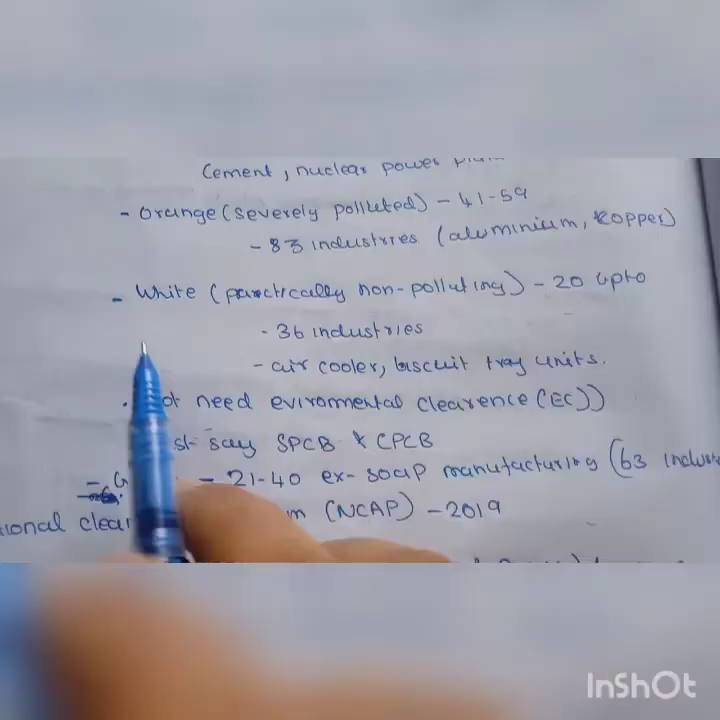 Cement, nuclear power
- Orange (severely polluted) - 41-59
- 83 industries (aluminium, copper)
- White (practically non-polluting) - 20 upto
- 36 industries
- air cooler, biscuit tray units.
need eviromental clearence (EC))
say SPCB & CPCB
- 21-40 ex- soap manufacturing (63
(NCAP) - 2019
InShOt